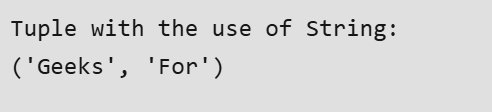 Tuple with the use of String:
('Geeks', 'For')